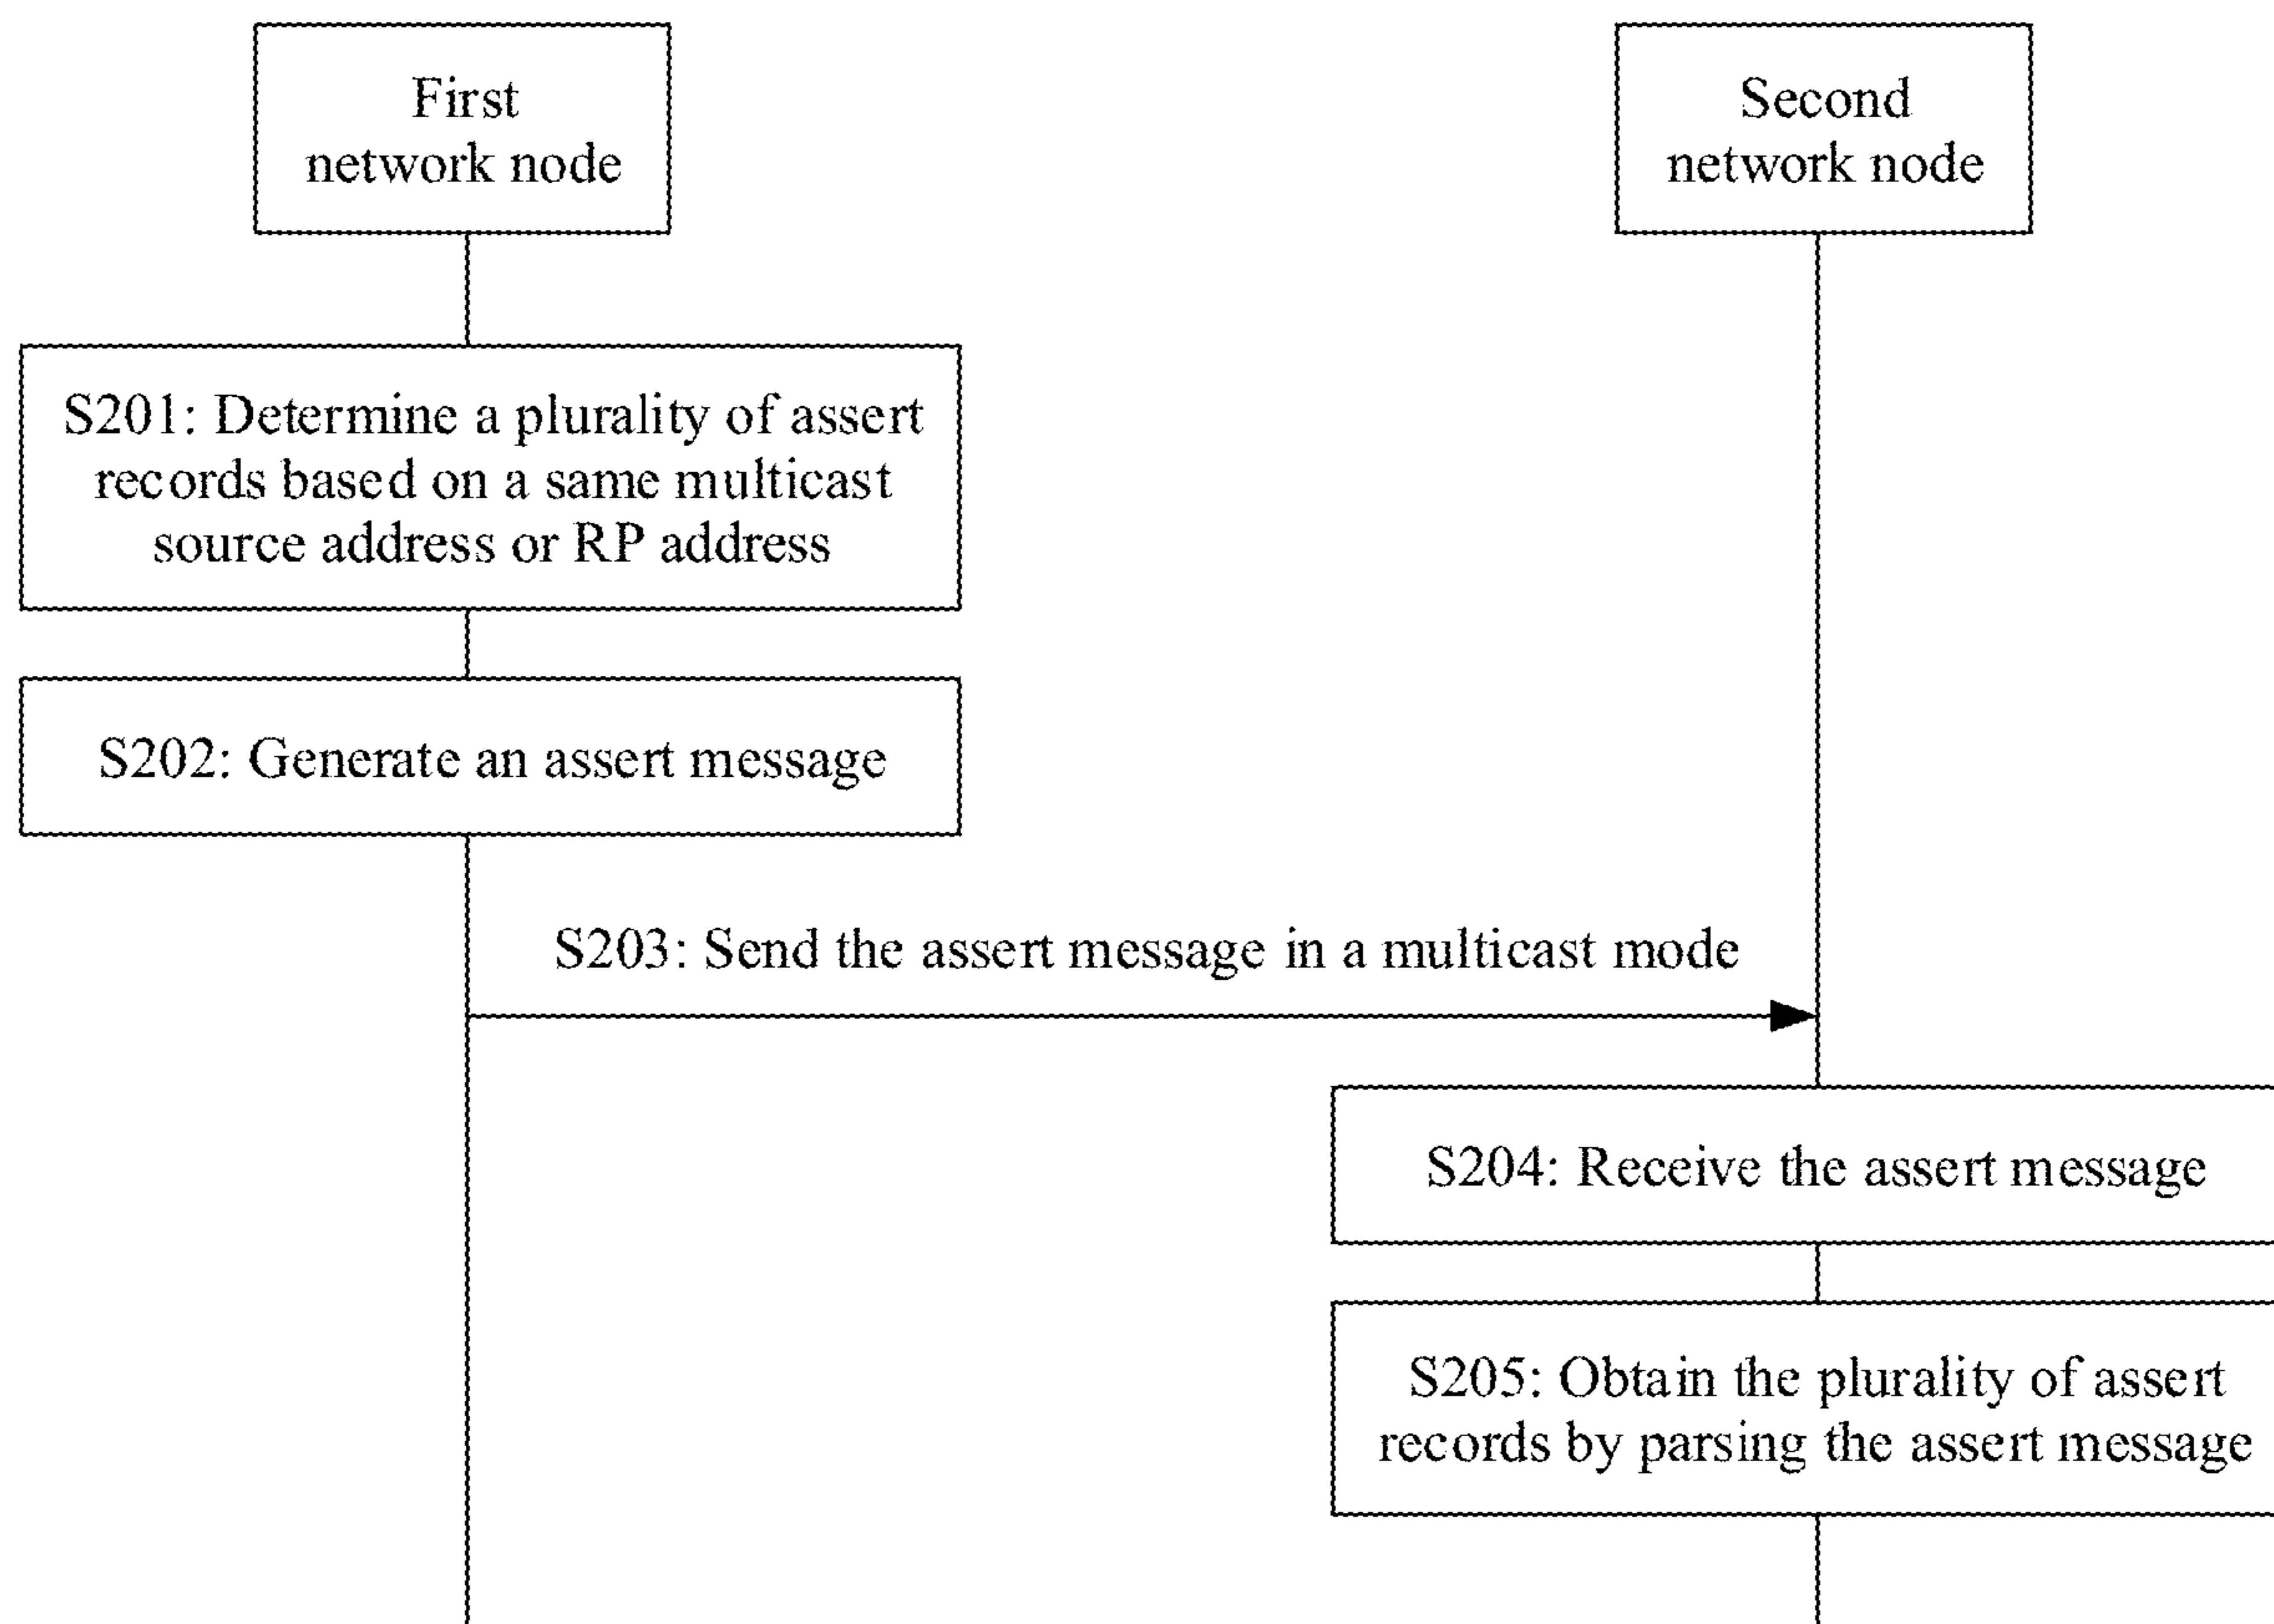 First
network node
Second
network node
S201: Determine a plurality of assert
records based on a same multicast
source address or RP address
S202: Generate an assert message
S203: Send the assert message in a multicast mode
S204: Receive the assert message
S205: Obtain the plurality of assert
records by parsing the assert message